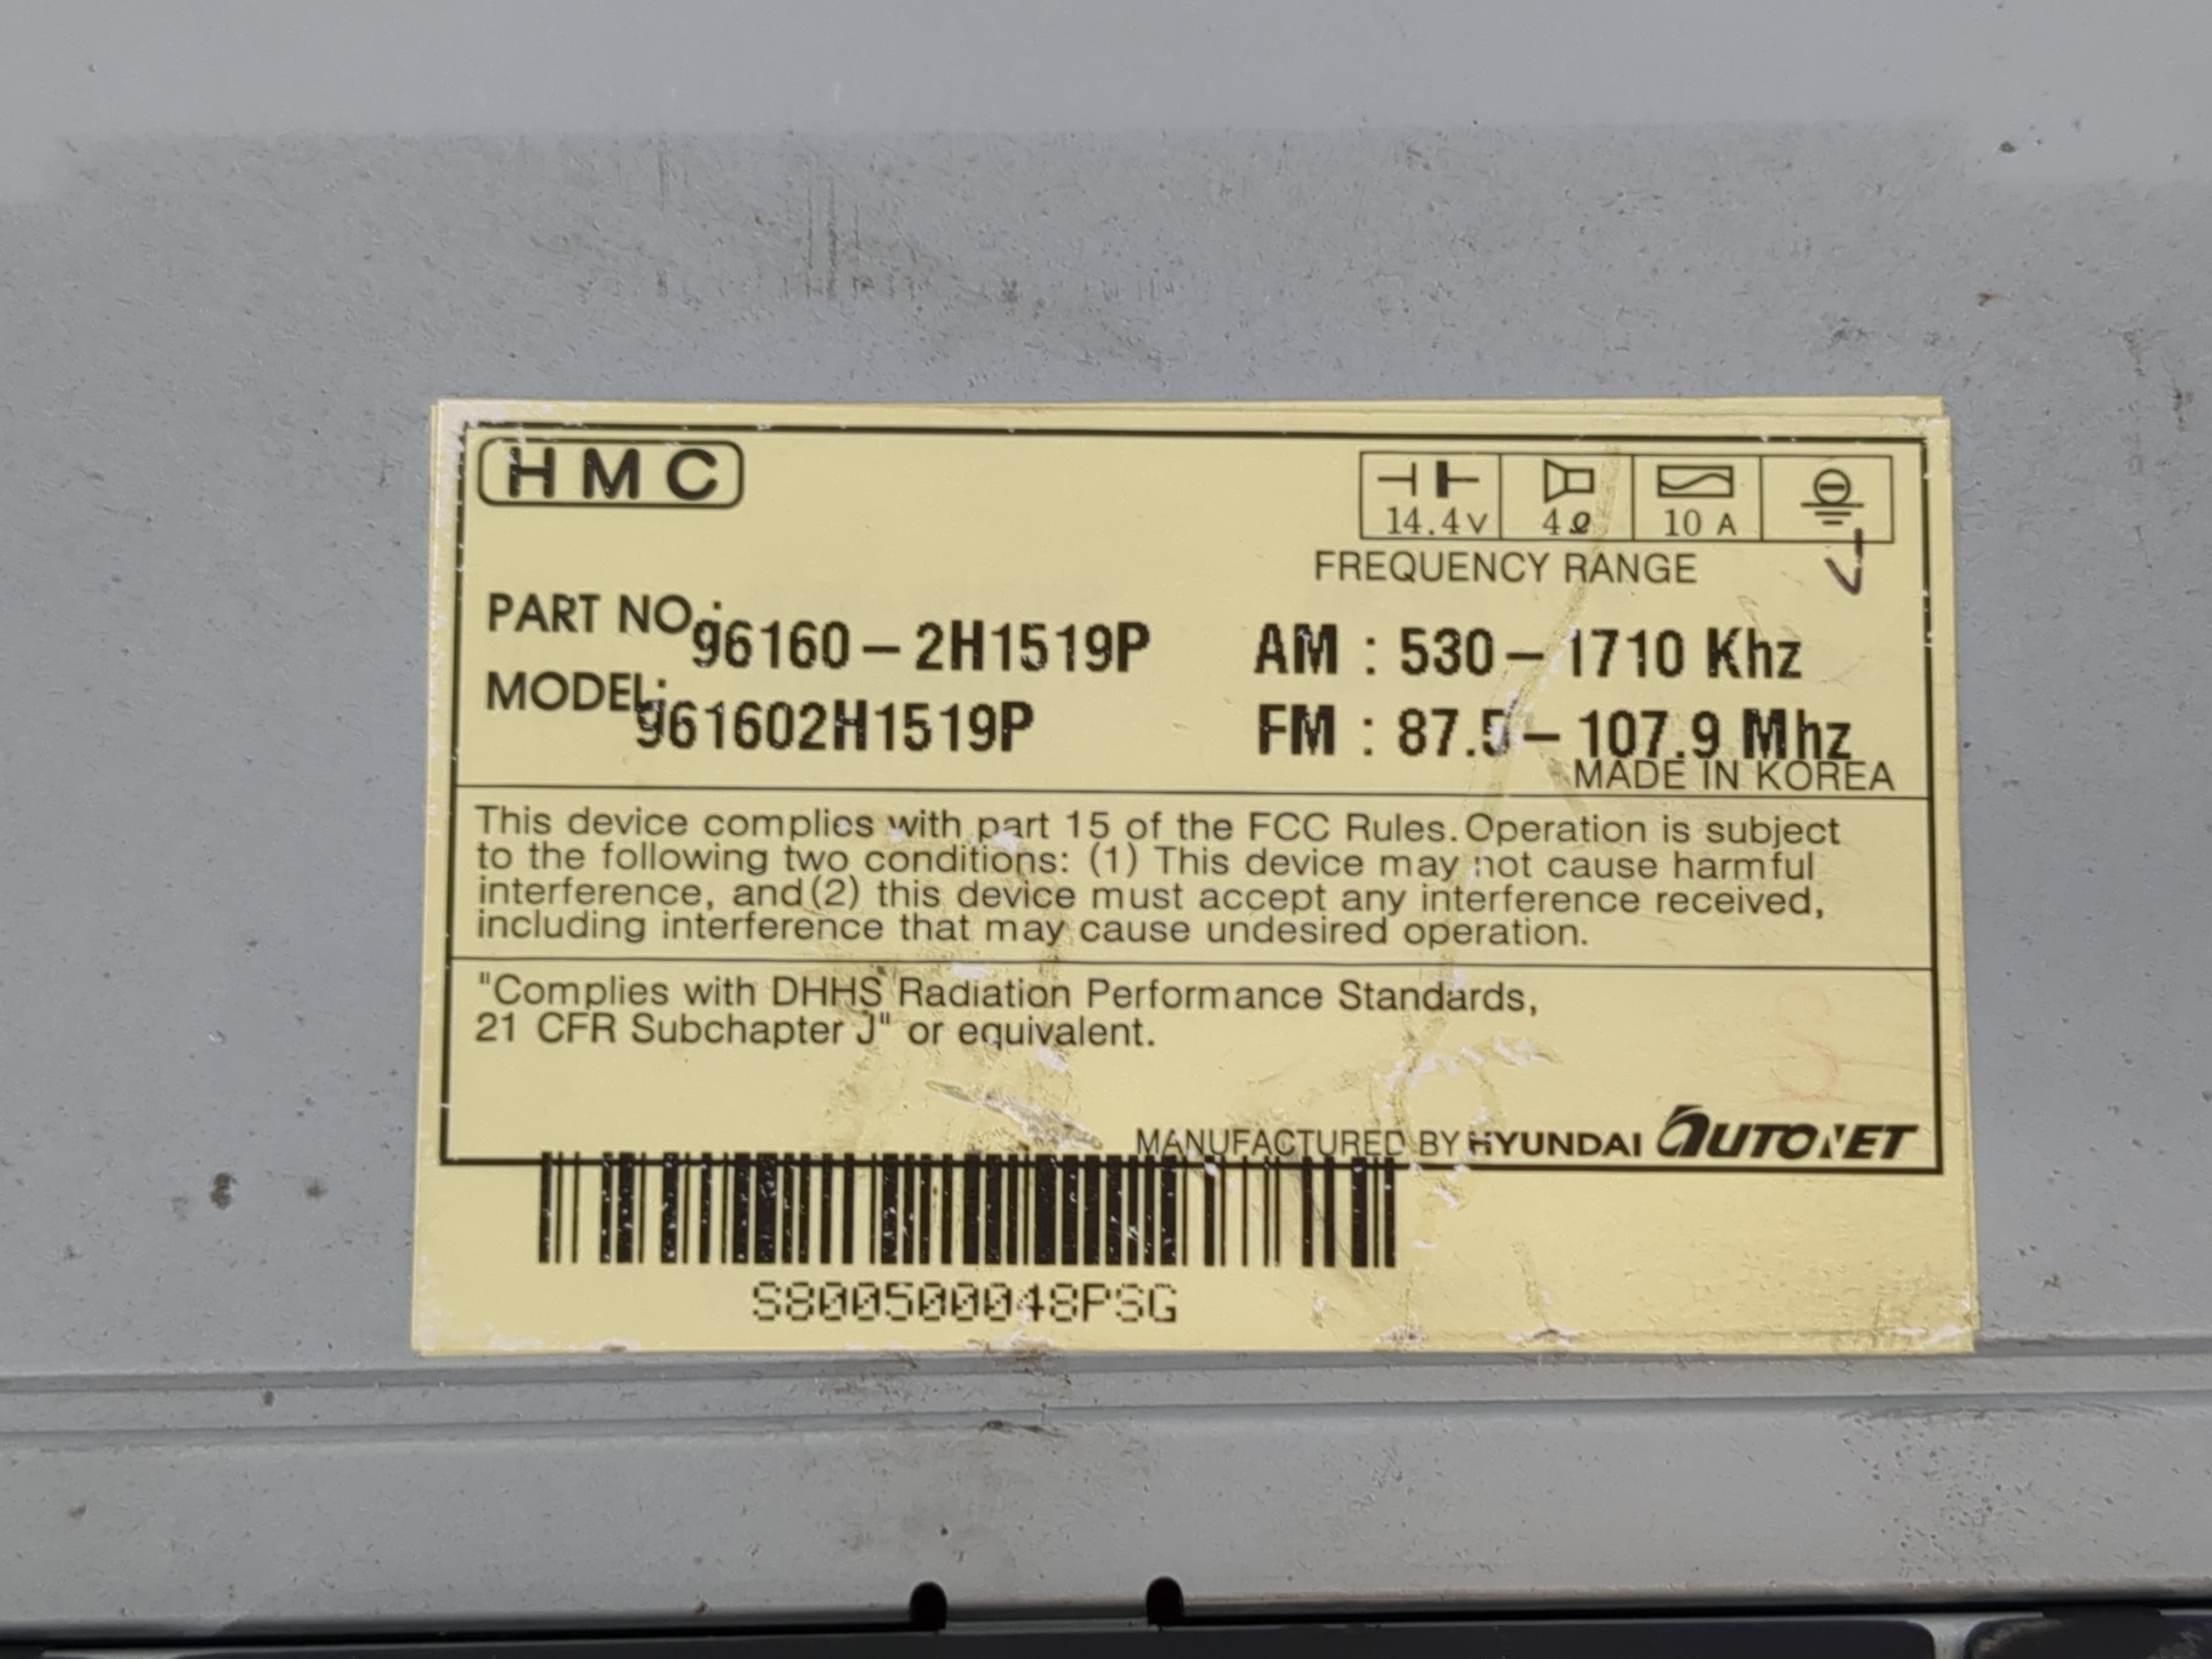 HMC
14.4V 4Ω 10 A
FREQUENCY RANGE
PART NO.: 96160-2H1519P
MODEL: 961602H1519P
AM : 530-1710 Khz
FM : 87.5-107.9 Mhz
MADE IN KOREA
This device complies with part 15 of the FCC Rules. Operation is subject
to the following two conditions: (1) This device may not cause harmful
interference, and (2) this device must accept any interference received,
including interference that may cause undesired operation.
"Complies with DHHS Radiation Performance Standards,
21 CFR Subchapter J" or equivalent.
MANUFACTURED BY HYUNDAI AUTONET
S800500048PSG